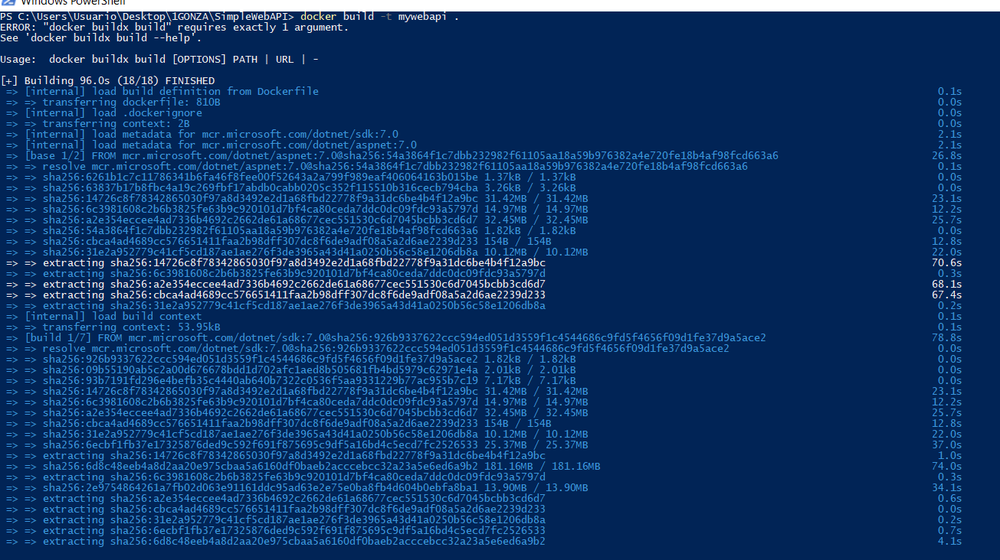 Windows PowerShell
PS C:\Users\Usuario\Desktop\1GONZA\SimpleWebAPI> docker build -t mywebapi .
ERROR: "docker buildx build" requires exactly 1 argument.
See 'docker buildx build --help'.
Usage:  docker buildx build [OPTIONS] PATH | URL | -
[+] Building 96.0s (18/18) FINISHED
=> [internal] load build definition from Dockerfile 0.1s
=> => transferring dockerfile: 810B 0.0s
=> [internal] load .dockerignore 0.0s
=> => transferring context: 2B 0.0s
=> [internal] load metadata for mcr.microsoft.com/dotnet/sdk:7.0 2.1s
=> [internal] load metadata for mcr.microsoft.com/dotnet/aspnet:7.0 2.1s
=> [base 1/2] FROM mcr.microsoft.com/dotnet/aspnet:7.0@sha256:54a3864f1c7dbb232982f61105aa18a59b976382a4e720fe18b4af98fcd663a6 26.8s
=> => resolve mcr.microsoft.com/dotnet/aspnet:7.0@sha256:54a3864f1c7dbb232982f61105aa18a59b976382a4e720fe18b4af98fcd663a6 0.1s
=> => sha256:6261b1c7c11786341b6fa46f8fee00f52643a2a799f989eaf406064163b015be 1.37kB / 1.37kB 0.0s
=> => sha256:63837b17b8fbc4a19c269fbf17abdb0cabb0205c352f115510b316cecb794cba 3.26kB / 3.26kB 0.0s
=> => sha256:14726c8f78342865030f97a8d3492e2d1a68fbd22778f9a31dc6be4b4f12a9bc 31.42MB / 31.42MB 23.1s
=> => sha256:6c3981608c2b6b3825fe63b9c920101d7bf4ca80ceda7ddc0dc09fdc93a5797d 14.97MB / 14.97MB 12.2s
=> => sha256:a2e354eccee4ad7336b4692c2662de61a68677cec551530c6d7045bcbb3cd6d7 32.45MB / 32.45MB 25.7s
=> => sha256:54a3864f1c7dbb232982f61105aa18a59b976382a4e720fe18b4af98fcd663a6 1.82kB / 1.82kB 0.0s
=> => sha256:cbca4ad4689cc576651411faa2b98dff307dc8f6de9adf08a5a2d6ae2239d233 154B / 154B 12.8s
=> => sha256:31e2a952779c41cf5cd187ae1ae276f3de3965a43d41a0250b56c58e1206db8a 10.12MB / 10.12MB 22.0s
=> => extracting sha256:14726c8f78342865030f97a8d3492e2d1a68fbd22778f9a31dc6be4b4f12a9bc 70.6s
=> => extracting sha256:6c3981608c2b6b3825fe63b9c920101d7bf4ca80ceda7ddc0dc09fdc93a5797d 0.3s
=> => extracting sha256:a2e354eccee4ad7336b4692c2662de61a68677cec551530c6d7045bcbb3cd6d7 68.1s
=> => extracting sha256:cbca4ad4689cc576651411faa2b98dff307dc8f6de9adf08a5a2d6ae2239d233 67.4s
=> => extracting sha256:31e2a952779c41cf5cd187ae1ae276f3de3965a43d41a0250b56c58e1206db8a 0.2s
=> [internal] load build context 0.1s
=> => transferring context: 53.95kB 0.1s
=> [build 1/7] FROM mcr.microsoft.com/dotnet/sdk:7.0@sha256:926b9337622ccc594ed051d3559f1c4544686c9fd5f4656f09d1fe37d9a5ace2 78.8s
=> => resolve mcr.microsoft.com/dotnet/sdk:7.0@sha256:926b9337622ccc594ed051d3559f1c4544686c9fd5f4656f09d1fe37d9a5ace2 0.0s
=> => sha256:926b9337622ccc594ed051d3559f1c4544686c9fd5f4656f09d1fe37d9a5ace2 1.82kB / 1.82kB 0.0s
=> => sha256:09b55190ab5c2a00d676678bdd1d702afc1aed8b505681fb4bd5979c62971e4a 2.01kB / 2.01kB 0.0s
=> => sha256:93b7191fd296e4befb35c4440ab640b7322c0536f5aa9331229b77ac955b7c19 7.17kB / 7.17kB 0.0s
=> => sha256:14726c8f78342865030f97a8d3492e2d1a68fbd22778f9a31dc6be4b4f12a9bc 31.42MB / 31.42MB 23.1s
=> => sha256:6c3981608c2b6b3825fe63b9c920101d7bf4ca80ceda7ddc0dc09fdc93a5797d 14.97MB / 14.97MB 12.2s
=> => sha256:a2e354eccee4ad7336b4692c2662de61a68677cec551530c6d7045bcbb3cd6d7 32.45MB / 32.45MB 25.7s
=> => sha256:cbca4ad4689cc576651411faa2b98dff307dc8f6de9adf08a5a2d6ae2239d233 154B / 154B 12.8s
=> => sha256:31e2a952779c41cf5cd187ae1ae276f3de3965a43d41a0250b56c58e1206db8a 10.12MB / 10.12MB 22.0s
=> => sha256:6ecbf1fb37e17325876ded9c592f691f875695c9df5a16bd4c5ecd7fc2526533 25.37MB / 25.37MB 37.0s
=> => extracting sha256:14726c8f78342865030f97a8d3492e2d1a68fbd22778f9a31dc6be4b4f12a9bc 1.0s
=> => sha256:6d8c48eeb4a8d2aa20e975cbaa5a6160df0baeb2acccebcc32a23a5e6ed6a9b2 181.16MB / 181.16MB 74.0s
=> => extracting sha256:6c3981608c2b6b3825fe63b9c920101d7bf4ca80ceda7ddc0dc09fdc93a5797d 0.3s
=> => sha256:2e9754864261a7fb02d063e91161ddc95ad63e2e75e0ba8fb4d604b0ebfa8ba1 13.90MB / 13.90MB 34.1s
=> => extracting sha256:a2e354eccee4ad7336b4692c2662de61a68677cec551530c6d7045bcbb3cd6d7 0.6s
=> => extracting sha256:cbca4ad4689cc576651411faa2b98dff307dc8f6de9adf08a5a2d6ae2239d233 0.0s
=> => extracting sha256:31e2a952779c41cf5cd187ae1ae276f3de3965a43d41a0250b56c58e1206db8a 0.2s
=> => extracting sha256:6ecbf1fb37e17325876ded9c592f691f875695c9df5a16bd4c5ecd7fc2526533 0.7s
=> => extracting sha256:6d8c48eeb4a8d2aa20e975cbaa5a6160df0baeb2acccebcc32a23a5e6ed6a9b2 4.1s